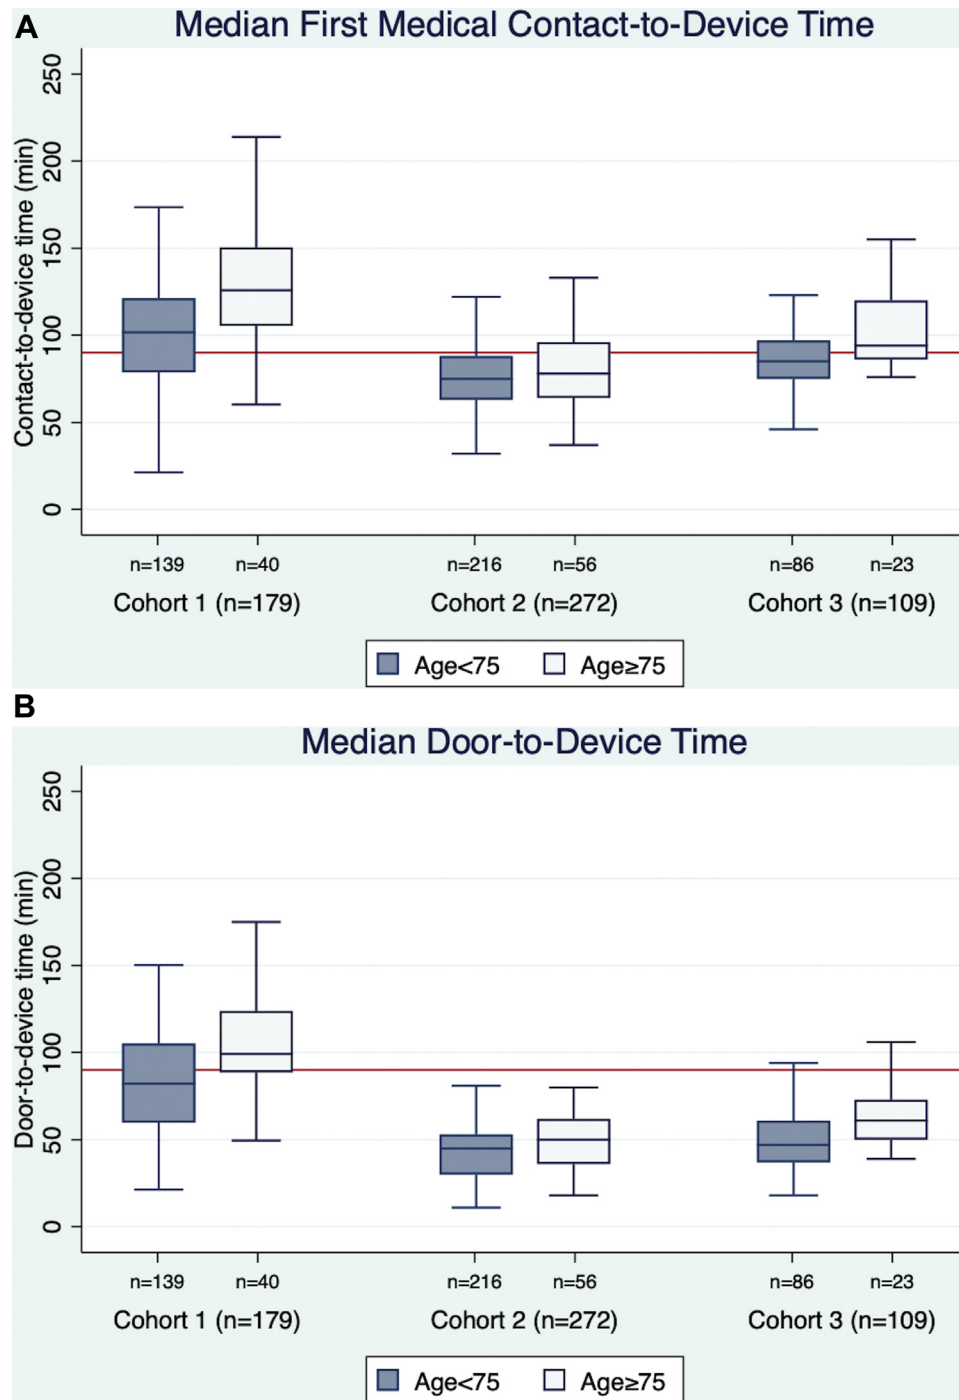 A
Median First Medical Contact-to-Device Time
Contact-to-device time (min)
250
200
150
100
50
0
n=139 n=40 n=216 n=56 n=86 n=23
Cohort 1 (n=179) Cohort 2 (n=272) Cohort 3 (n=109)
Age<75 Age≥75
B
Median Door-to-Device Time
Door-to-device time (min)
250
200
150
100
50
0
n=139 n=40 n=216 n=56 n=86 n=23
Cohort 1 (n=179) Cohort 2 (n=272) Cohort 3 (n=109)
Age<75 Age≥75